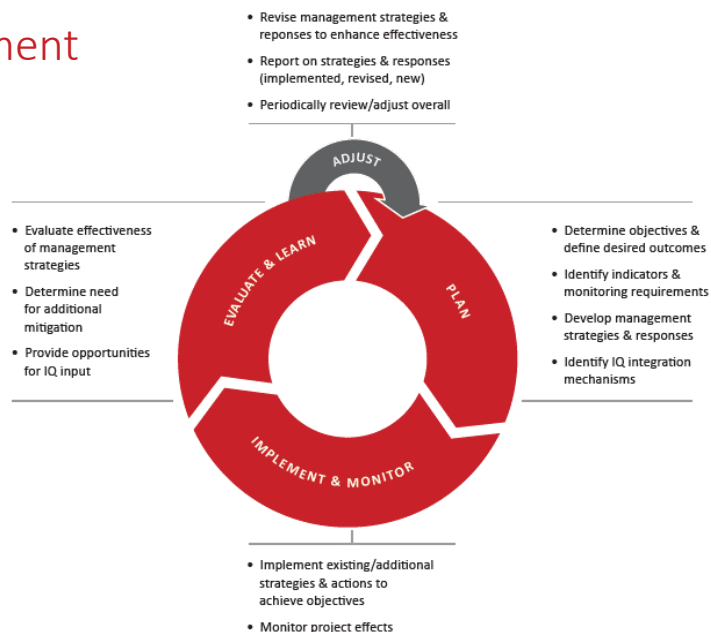 ment
• Revise management strategies &
reponses to enhance effectiveness
• Report on strategies & responses
(implemented, revised, new)
• Periodically review/adjust overall
ADJUST
• Evaluate effectiveness
of management
strategies
• Determine need
for additional
mitigation
• Provide opportunities
for IQ input
EVALUATE & LEARN
PLAN
• Determine objectives &
define desired outcomes
• Identify indicators &
monitoring requirements
• Develop management
strategies & responses
• Identify IQ integration
mechanisms
IMPLEMENT & MONITOR
• Implement existing/additional
strategies & actions to
achieve objectives
• Monitor project effects